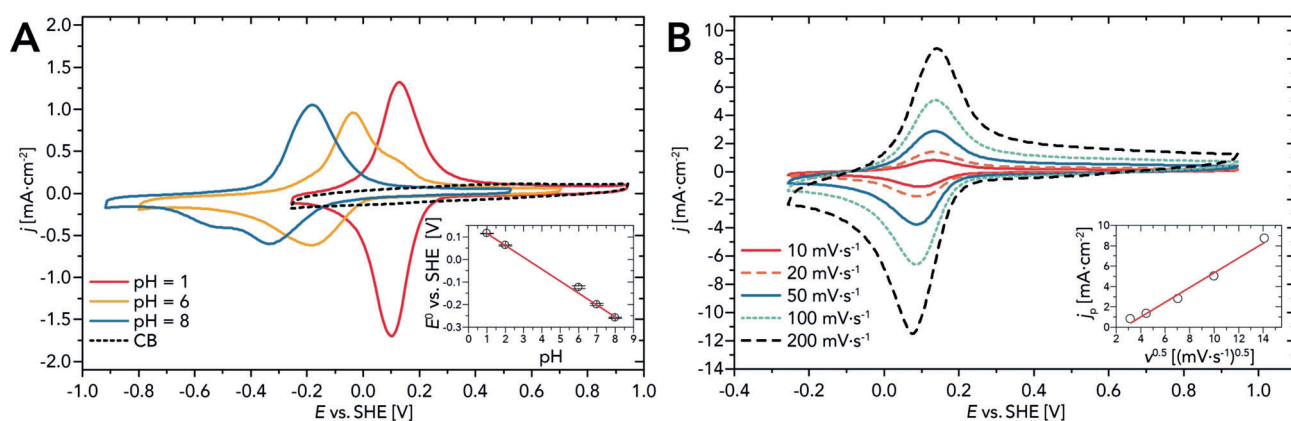 A
2.0
1.5
1.0
0.5
0.0
-0.5
-1.0
-1.5
-2.0
j [mA·cm-2]
pH = 1
pH = 6
pH = 8
CB
0.1
0.0
-0.1
-0.2
-0.3
E0 vs. SHE [V]
0 1 2 3 4 5 6 7 8 9
pH
-1.0 -0.8 -0.6 -0.4 -0.2 0.0 0.2 0.4 0.6 0.8 1.0
E vs. SHE [V]
B
10
8
6
4
2
0
-2
-4
-6
-8
-10
-12
-14
j [mA·cm-2]
10 mV·s-1
20 mV·s-1
50 mV·s-1
100 mV·s-1
200 mV·s-1
10
8
6
4
2
0
jp [mA·cm-2]
2 4 6 8 10 12 14
v0.5 [(mV·s-1)0.5]
-0.4 -0.2 0.0 0.2 0.4 0.6 0.8 1.0
E vs. SHE [V]